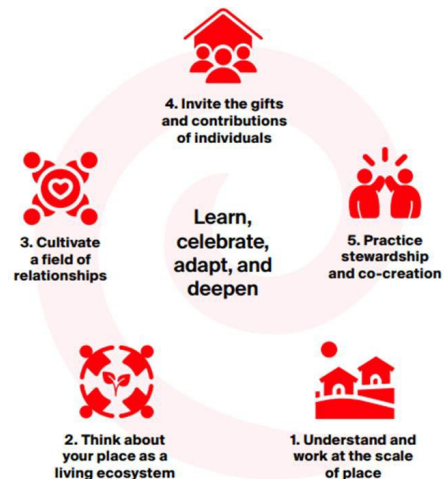 4. Invite the gifts
and contributions
of individuals
3. Cultivate
a field of
relationships
Learn,
celebrate,
adapt, and
deepen
5. Practice
stewardship
and co-creation
2. Think about
your place as a
living ecosystem
1. Understand and
work at the scale
of place